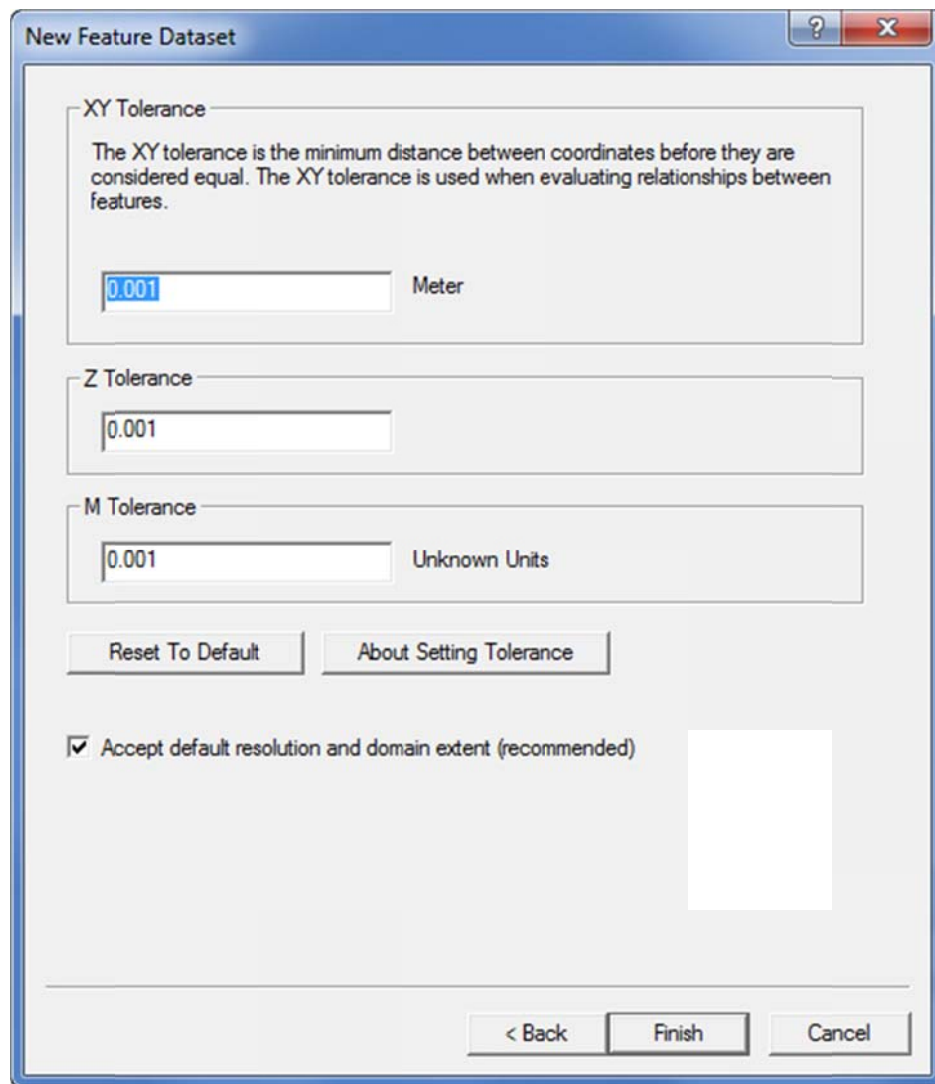 New Feature Dataset
XY Tolerance
The XY tolerance is the minimum distance between coordinates before they are
considered equal. The XY tolerance is used when evaluating relationships between
features.
0.001 Meter
Z Tolerance
0.001
M Tolerance
0.001 Unknown Units
Reset To Default About Setting Tolerance
Accept default resolution and domain extent (recommended)
< Back Finish Cancel